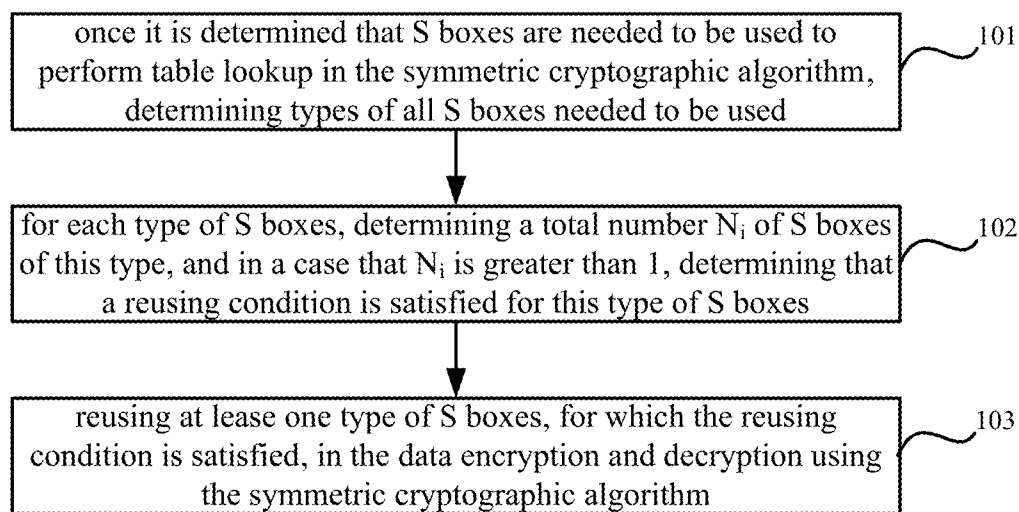 once it is determined that S boxes are needed to be used to
perform table lookup in the symmetric cryptographic algorithm,
determining types of all S boxes needed to be used
101
for each type of S boxes, determining a total number Nᵢ of S boxes
of this type, and in a case that Nᵢ is greater than 1, determining that
a reusing condition is satisfied for this type of S boxes
102
reusing at lease one type of S boxes, for which the reusing
condition is satisfied, in the data encryption and decryption using
the symmetric cryptographic algorithm
103